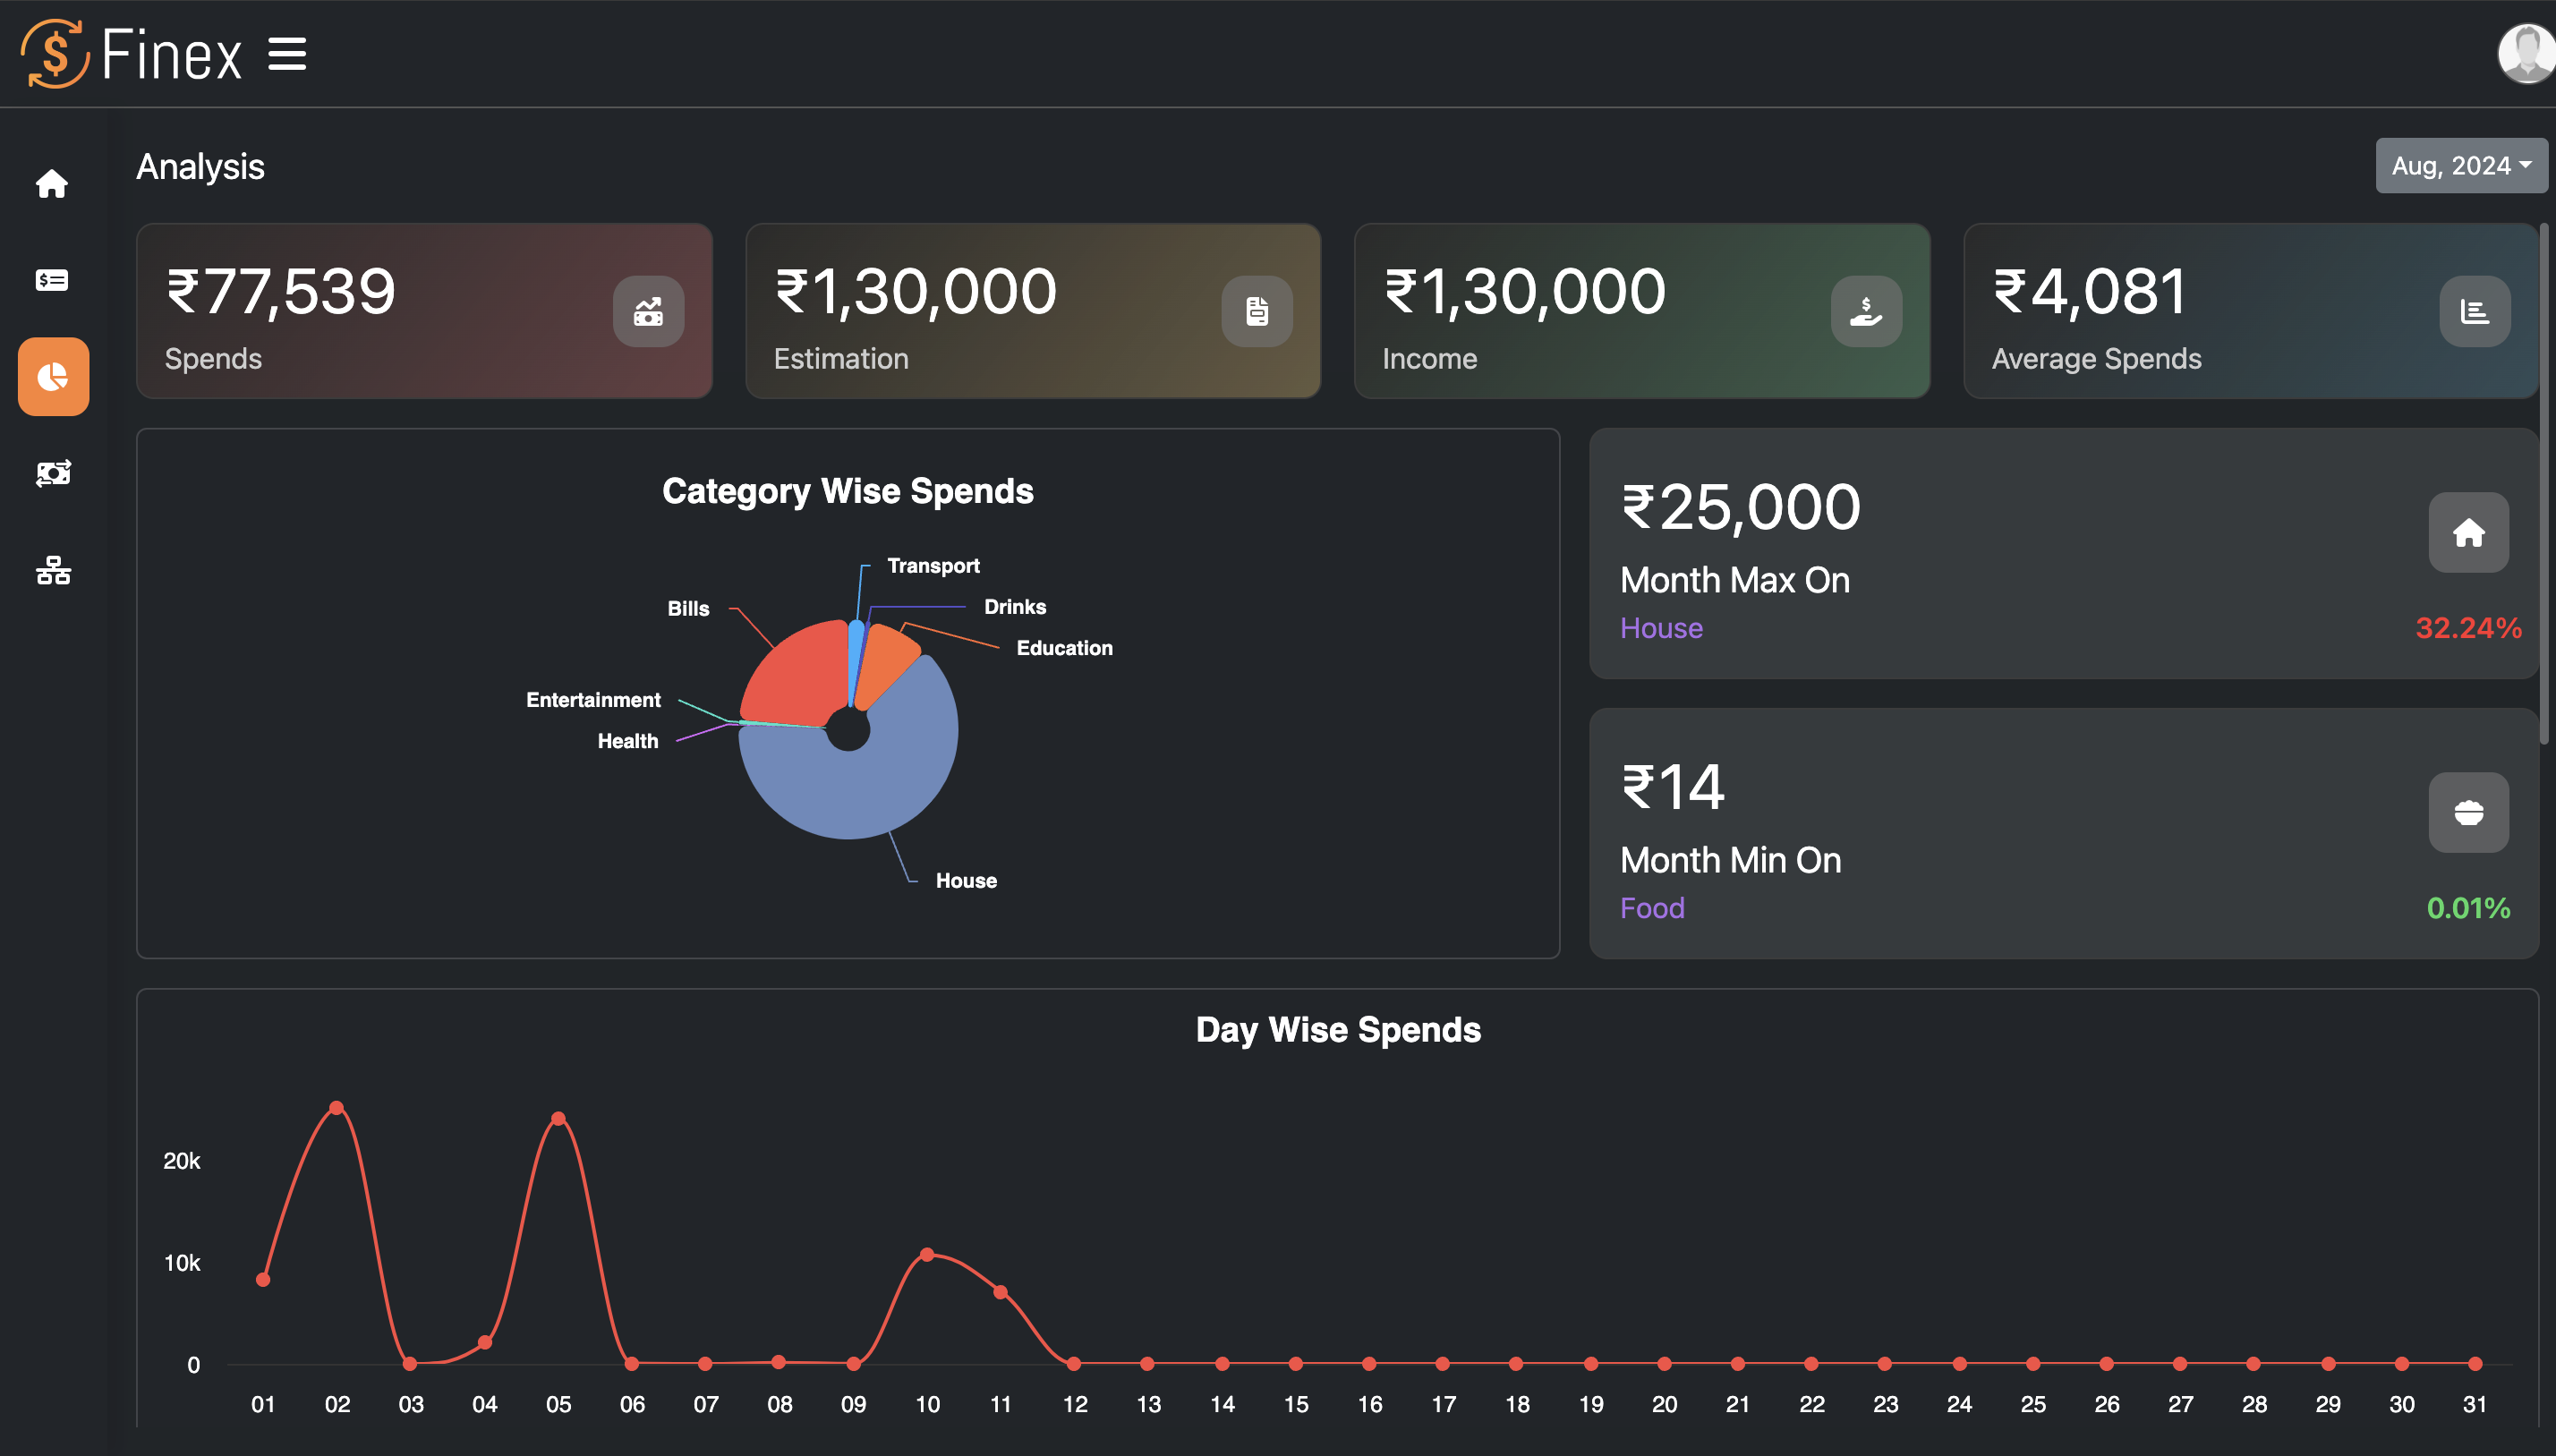 Finex
Analysis
Aug, 2024
₹77,539
Spends
₹1,30,000
Estimation
₹1,30,000
Income
₹4,081
Average Spends
Category Wise Spends
Transport
Bills
Drinks
Education
Entertainment
Health
House
₹25,000
Month Max On
House 32.24%
₹14
Month Min On
Food 0.01%
Day Wise Spends
20k
10k
0
01 02 03 04 05 06 07 08 09 10 11 12 13 14 15 16 17 18 19 20 21 22 23 24 25 26 27 28 29 30 31